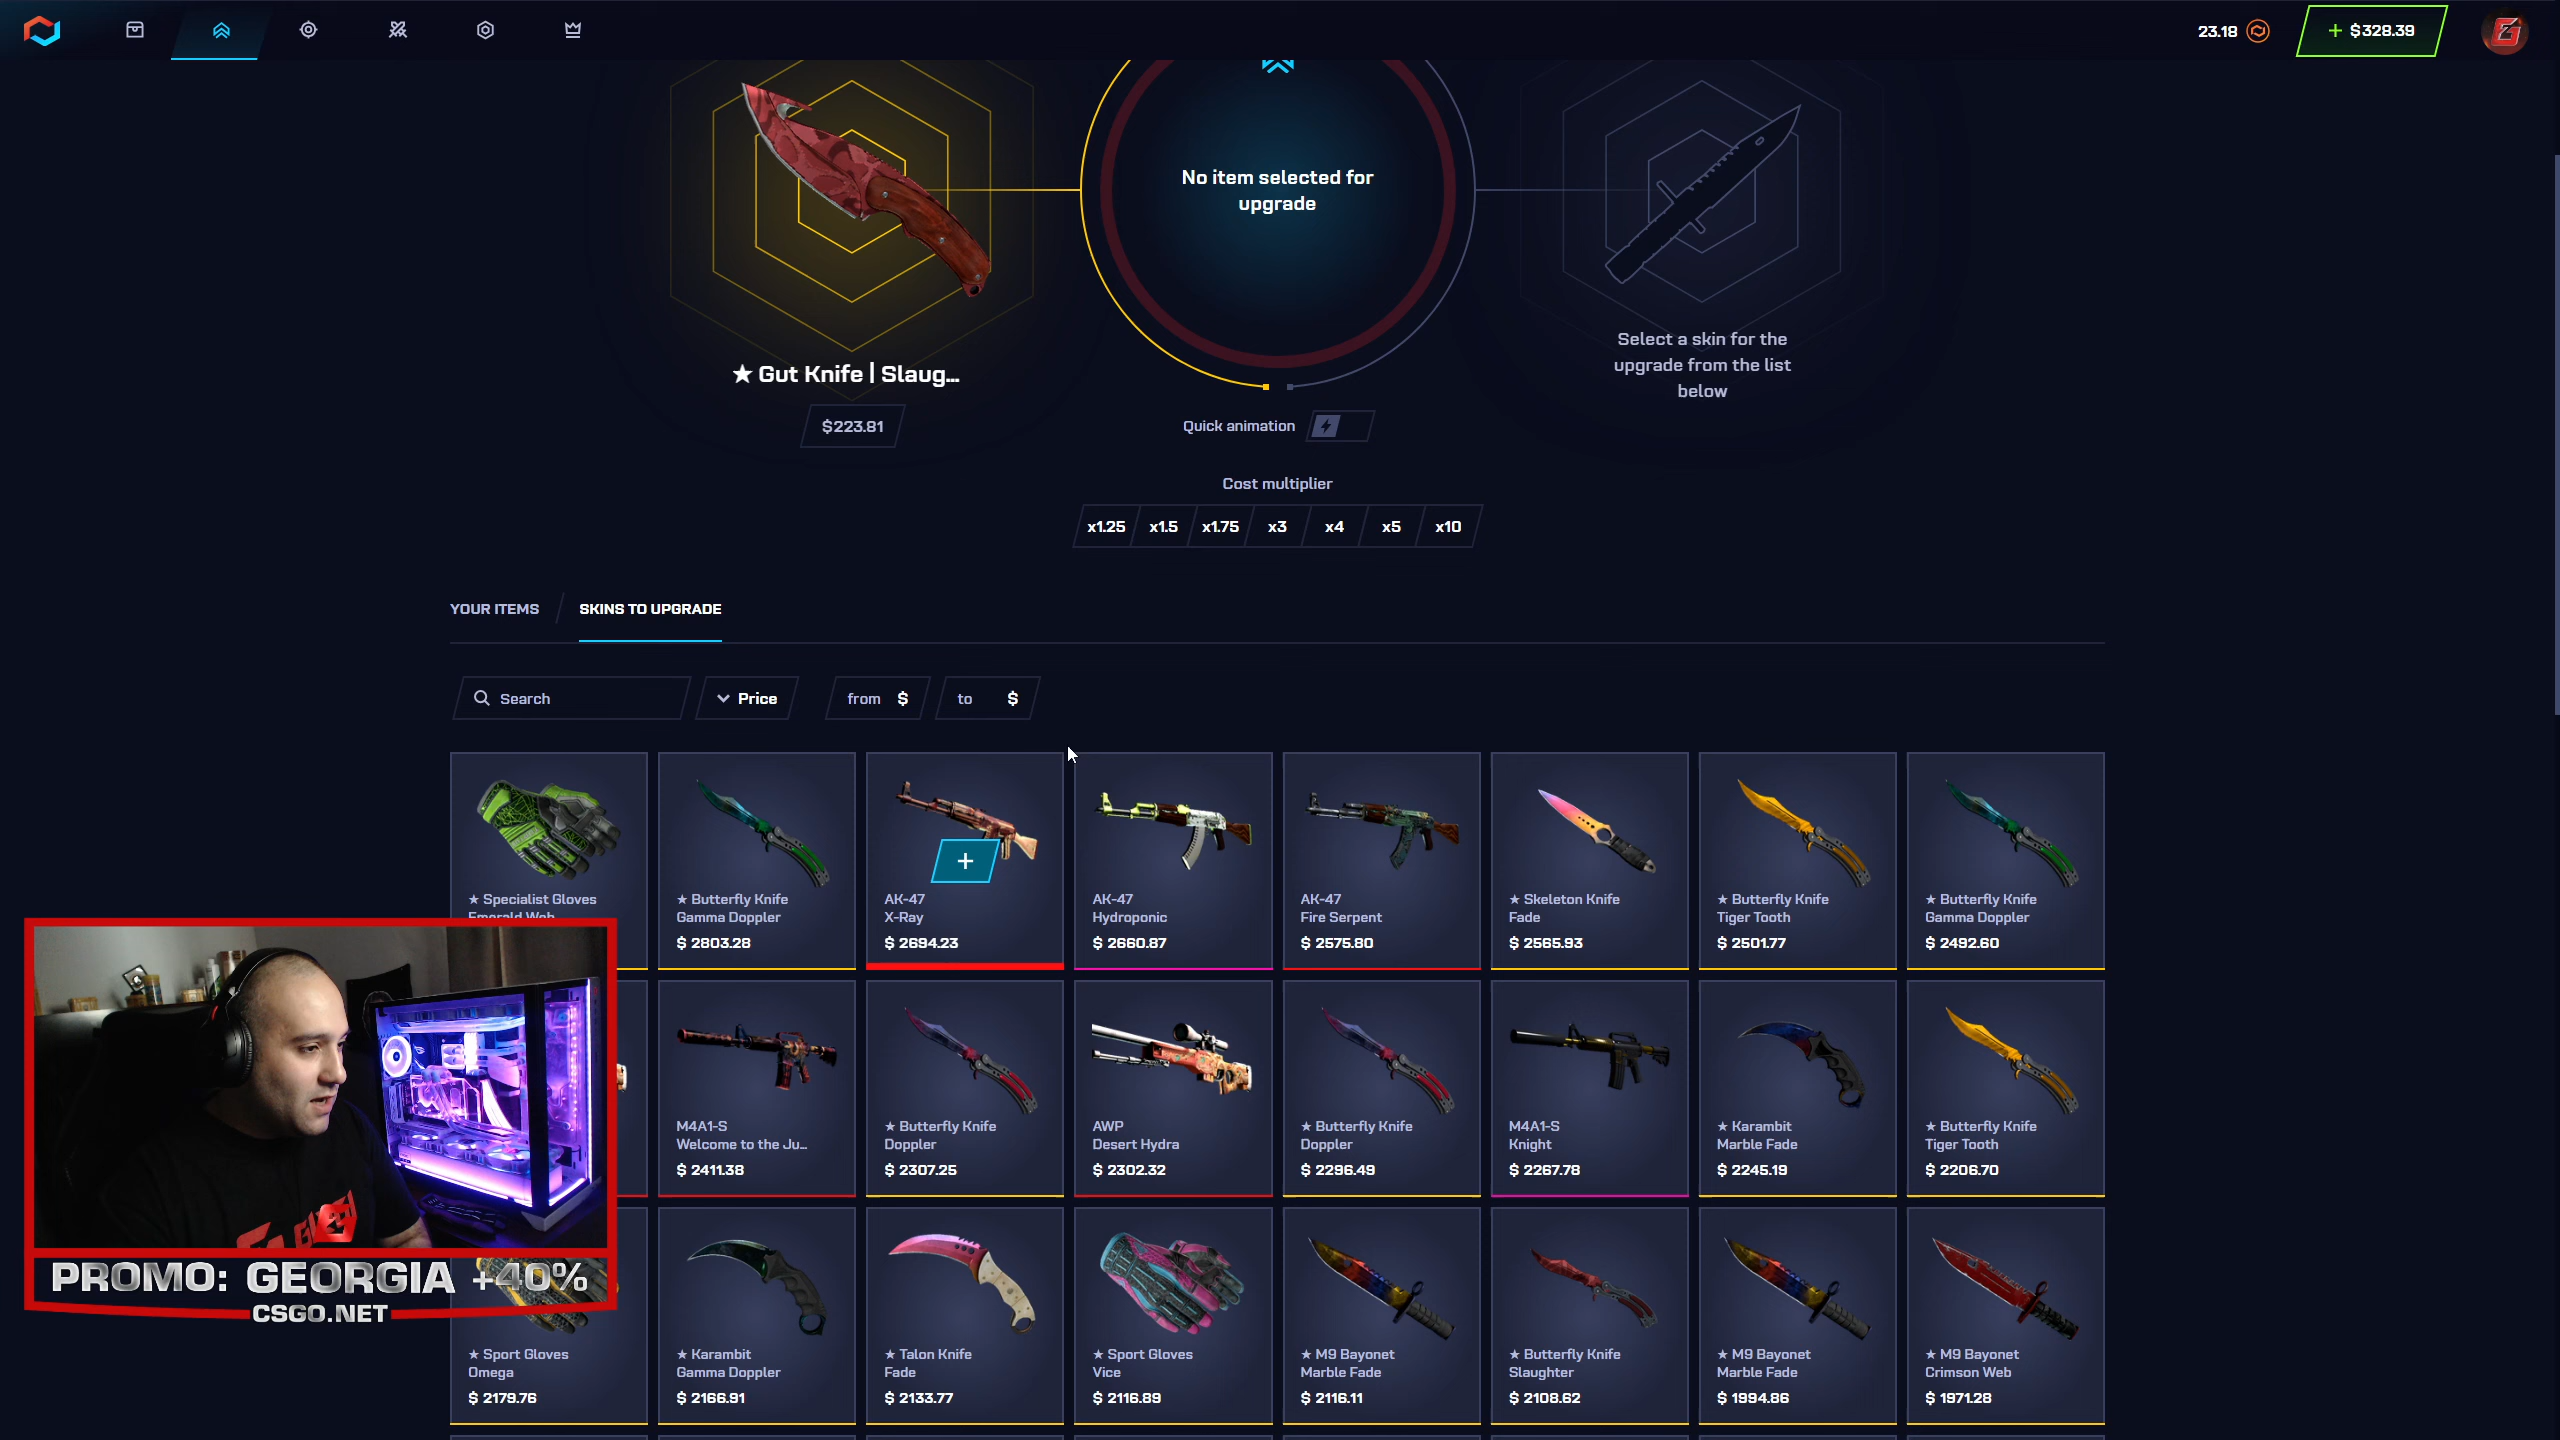 23.18
+ $328.39
No item selected for
upgrade
★ Gut Knife | Slaug...
$223.81
Select a skin for the
upgrade from the list
below
Quick animation
Cost multiplier
x1.25 x1.5 x1.75 x3 x4 x5 x10
YOUR ITEMS
SKINS TO UPGRADE
Search
Price
from $
to $
★ Specialist Gloves
Emerald Web
★ Butterfly Knife
Gamma Doppler
$ 2803.28
AK-47
X-Ray
$ 2694.23
AK-47
Hydroponic
$ 2660.87
AK-47
Fire Serpent
$ 2575.80
★ Skeleton Knife
Fade
$ 2565.93
★ Butterfly Knife
Tiger Tooth
$ 2501.77
★ Butterfly Knife
Gamma Doppler
$ 2492.60
M4A1-S
Welcome to the Ju...
$ 2411.38
★ Butterfly Knife
Doppler
$ 2307.25
AWP
Desert Hydra
$ 2302.32
★ Butterfly Knife
Doppler
$ 2296.49
M4A1-S
Knight
$ 2267.78
★ Karambit
Marble Fade
$ 2245.19
★ Butterfly Knife
Tiger Tooth
$ 2206.70
PROMO: GEORGIA +40%
CSGO.NET
★ Sport Gloves
Omega
$ 2179.76
★ Karambit
Gamma Doppler
$ 2166.91
★ Talon Knife
Fade
$ 2133.77
★ Sport Gloves
Vice
$ 2116.89
★ M9 Bayonet
Marble Fade
$ 2116.11
★ Butterfly Knife
Slaughter
$ 2108.62
★ M9 Bayonet
Marble Fade
$ 1994.86
★ M9 Bayonet
Crimson Web
$ 1971.28